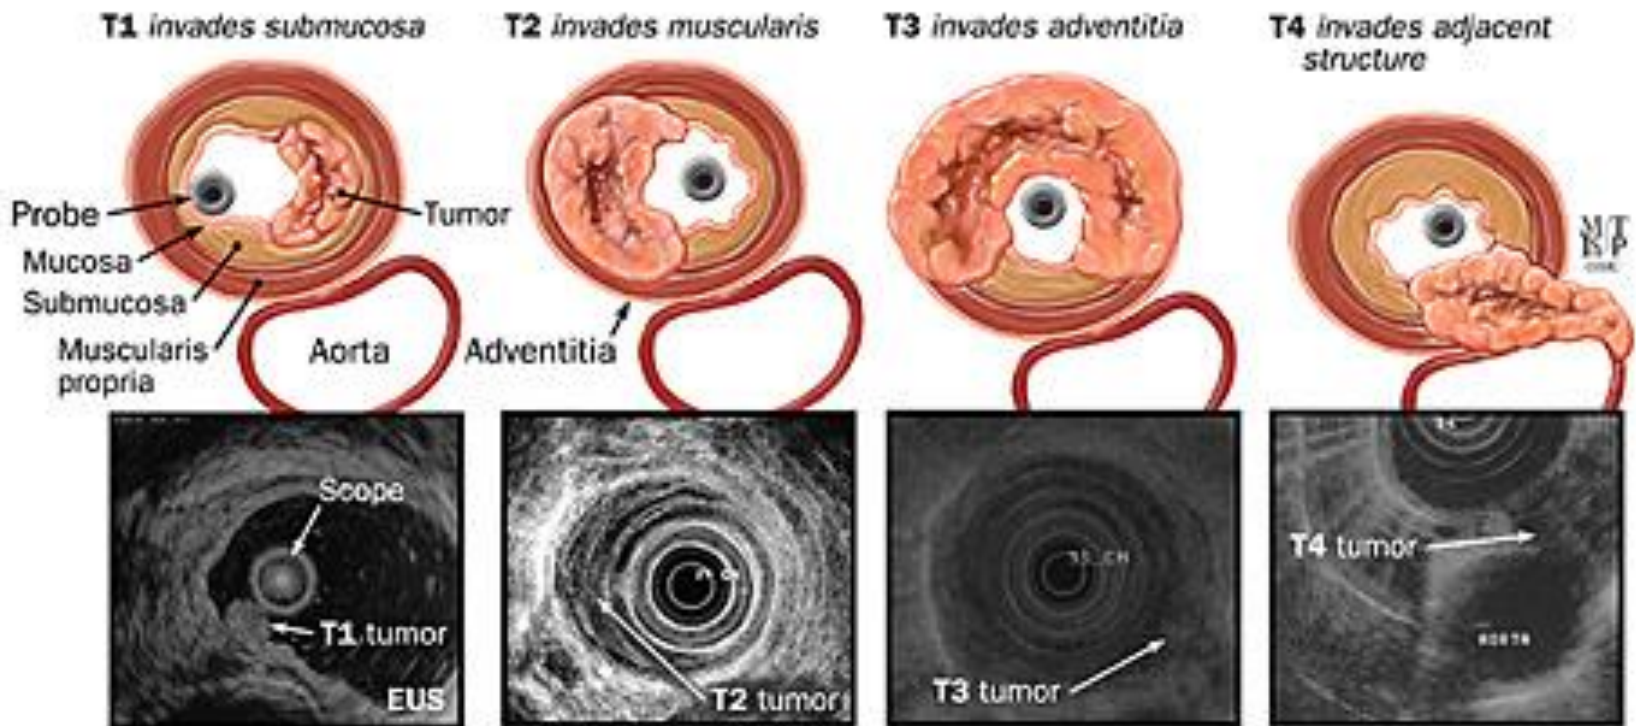 T1 invades submucosa
T2 invades muscularis
T3 invades adventitia
T4 invades adjacent
structure
Probe
Tumor
Mucosa
Submucosa
Muscularis
propria
Aorta
Adventitia
Scope
T1 tumor
EUS
T2 tumor
T3 tumor
T4 tumor
AORTA